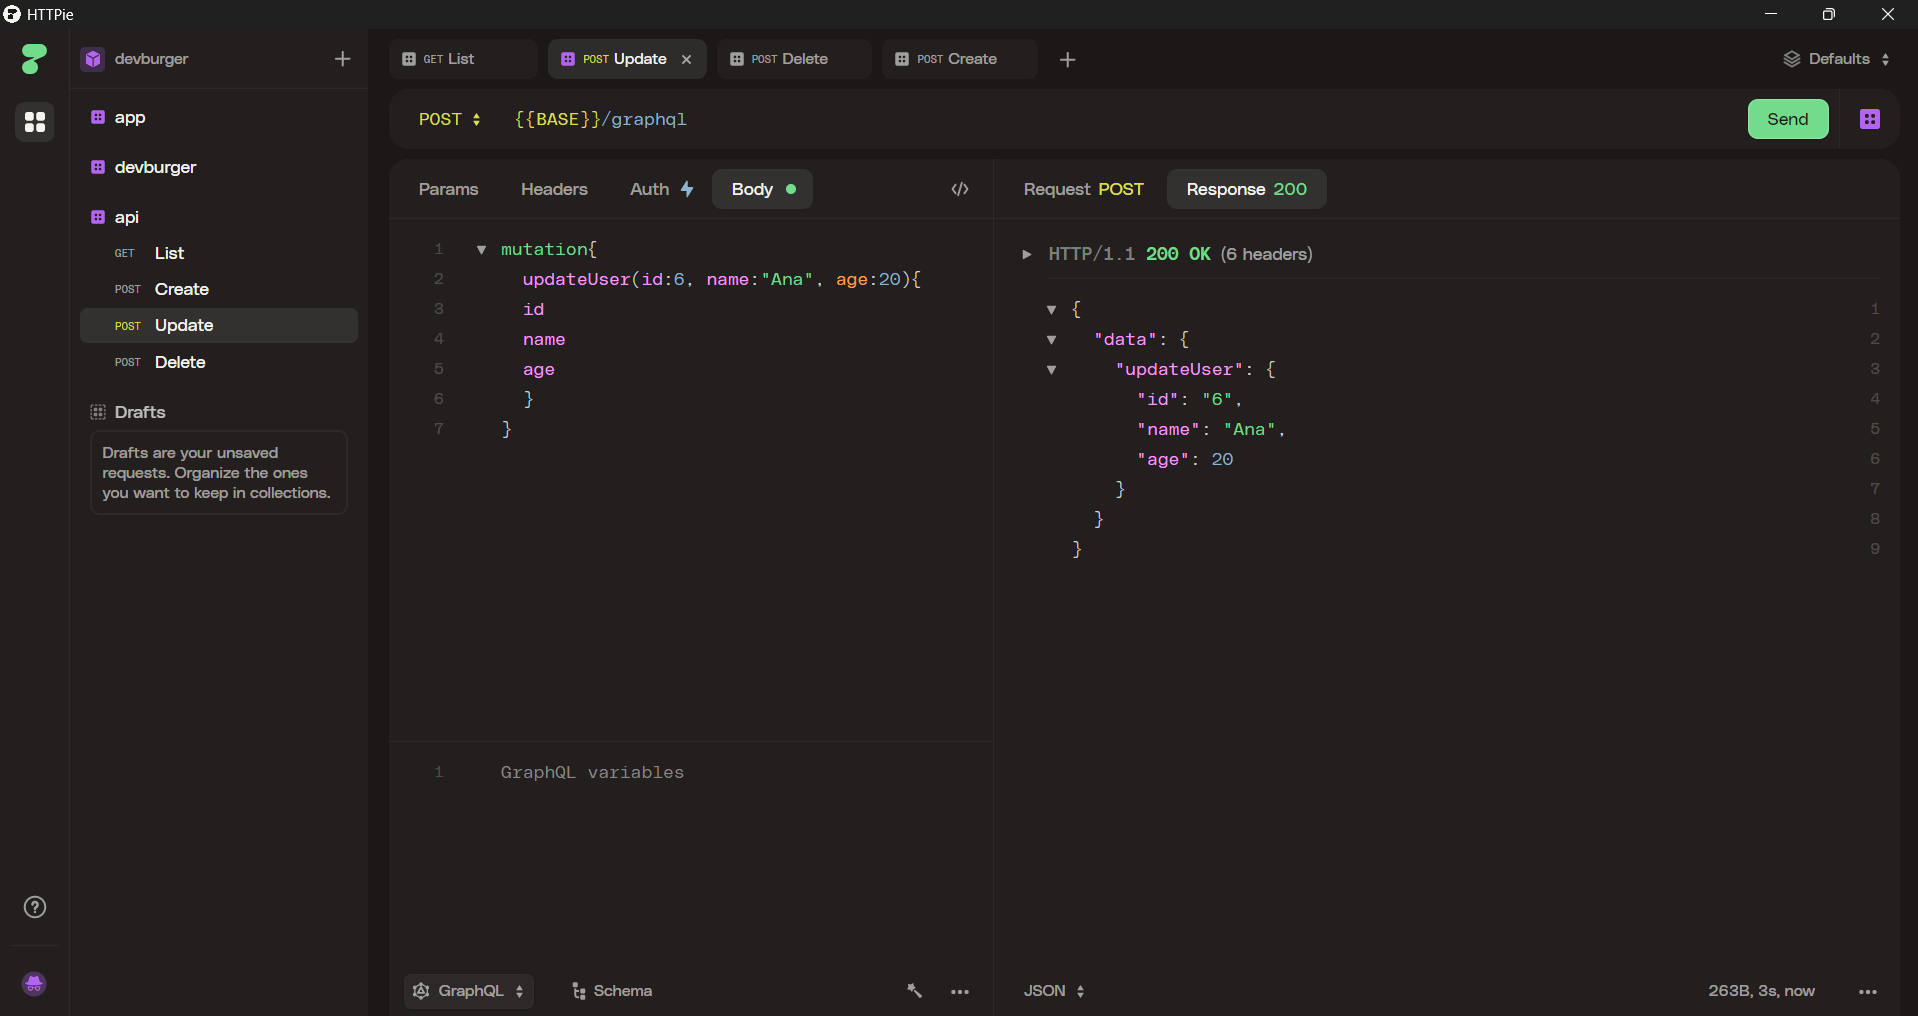 HTTPie
devburger
GET List
POST Update
POST Delete
POST Create
Defaults
app
devburger
api
GET List
POST Create
POST Update
POST Delete
Drafts
Drafts are your unsaved
requests. Organize the ones
you want to keep in collections.
POST {{BASE}}/graphql
Send
Params Headers Auth Body
1 mutation{
2 updateUser(id:6, name:"Ana", age:20){
3 id
4 name
5 age
6 }
7 }
1 GraphQL variables
GraphQL Schema
Request POST Response 200
HTTP/1.1 200 OK (6 headers)
{ 1
"data": { 2
"updateUser": { 3
"id": "6", 4
"name": "Ana", 5
"age": 20 6
} 7
} 8
} 9
JSON
263B, 3s, now